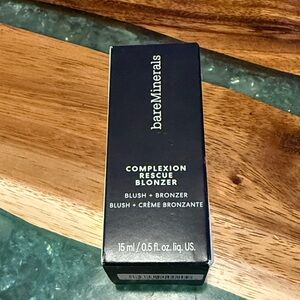 bareMinerals
COMPLEXION
RESCUE
BLONZER
BLUSH + BRONZER
BLUSH + CRÈME BRONZANTE
15 ml / 0.5 fl. oz. liq. US.